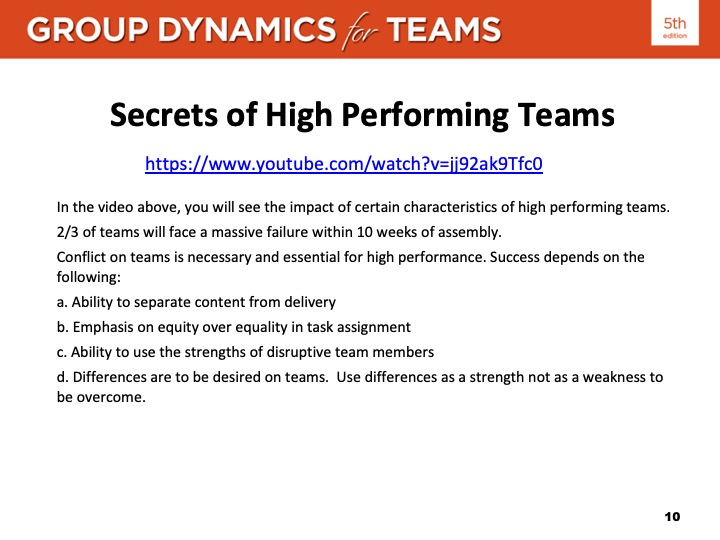 GROUP DYNAMICS for TEAMS
5th
edition
Secrets of High Performing Teams
https://www.youtube.com/watch?v=jj92ak9Tfc0
In the video above, you will see the impact of certain characteristics of high performing teams.
2/3 of teams will face a massive failure within 10 weeks of assembly.
Conflict on teams is necessary and essential for high performance. Success depends on the
following:
a. Ability to separate content from delivery
b. Emphasis on equity over equality in task assignment
c. Ability to use the strengths of disruptive team members
d. Differences are to be desired on teams.  Use differences as a strength not as a weakness to
be overcome.
10